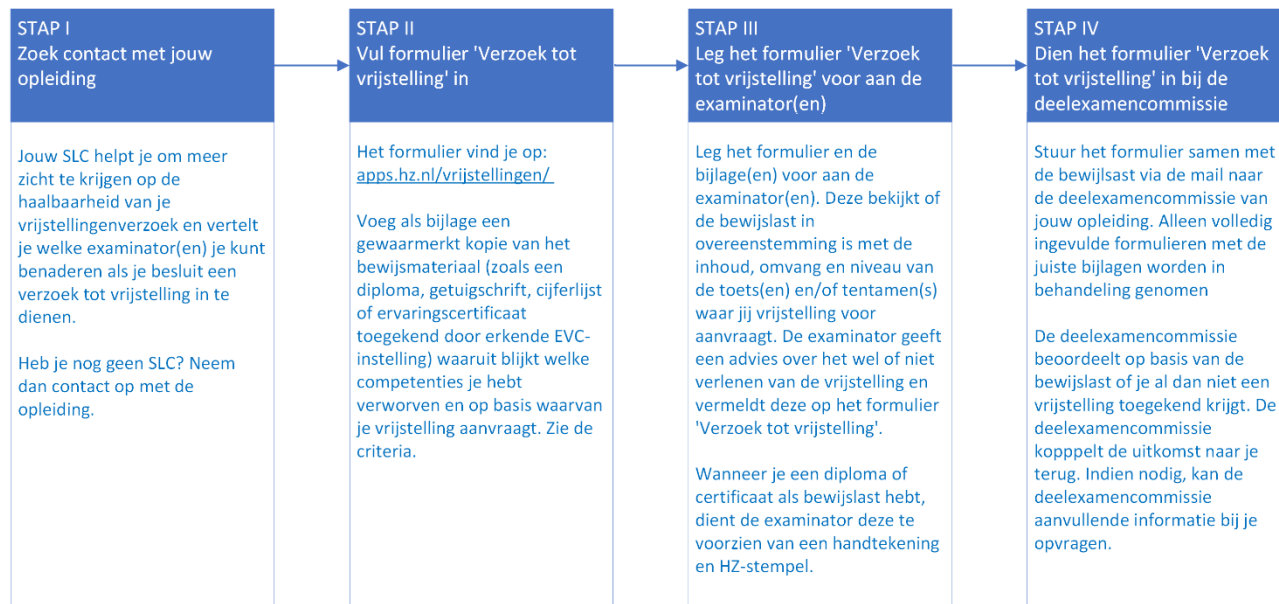 STAP I
Zoek contact met jouw
opleiding
Jouw SLC helpt je om meer
zicht te krijgen op de
haalbaarheid van je
vrijstellingenverzoek en vertelt
je welke examinator(en) je kunt
benaderen als je besluit een
verzoek tot vrijstelling in te
dienen.
Heb je nog geen SLC? Neem
dan contact op met de
opleiding.
STAP II
Vul formulier 'Verzoek tot
vrijstelling' in
Het formulier vind je op:
apps.hz.nl/vrijstellingen/
Voeg als bijlage een
gewaarmerkt kopie van het
bewijsmateriaal (zoals een
diploma, getuigschrift, cijferlijst
of ervaringscertificaat
toegekend door erkende EVC-
instelling) waaruit blijkt welke
competenties je hebt
verworven en op basis waarvan
je vrijstelling aanvraagt. Zie de
criteria.
STAP III
Leg het formulier 'Verzoek
tot vrijstelling' voor aan de
examinator(en)
Leg het formulier en de
bijlage(en) voor aan de
examinator(en). Deze bekijkt of
de bewijslast in
overeenstemming is met de
inhoud, omvang en niveau van
de toets(en) en/of tentamen(s)
waar jij vrijstelling voor
aanvraagt. De examinator geeft
een advies over het wel of niet
verlenen van de vrijstelling en
vermeldt deze op het formulier
'Verzoek tot vrijstelling'.
Wanneer je een diploma of
certificaat als bewijslast hebt,
dient de examinator deze te
voorzien van een handtekening
en HZ-stempel.
STAP IV
Dien het formulier 'Verzoek
tot vrijstelling' in bij de
deelexamencommissie
Stuur het formulier samen met
de bewijlsast via de mail naar
de deelexamencommissie van
jouw opleiding. Alleen volledig
ingevulde formulieren met de
juiste bijlagen worden in
behandeling genomen
De deelexamencommissie
beoordeelt op basis van de
bewijslast of je al dan niet een
vrijstelling toegekend krijgt. De
deelexamencommissie
kopppelt de uitkomst naar je
terug. Indien nodig, kan de
deelexamencommissie
aanvullende informatie bij je
opvragen.